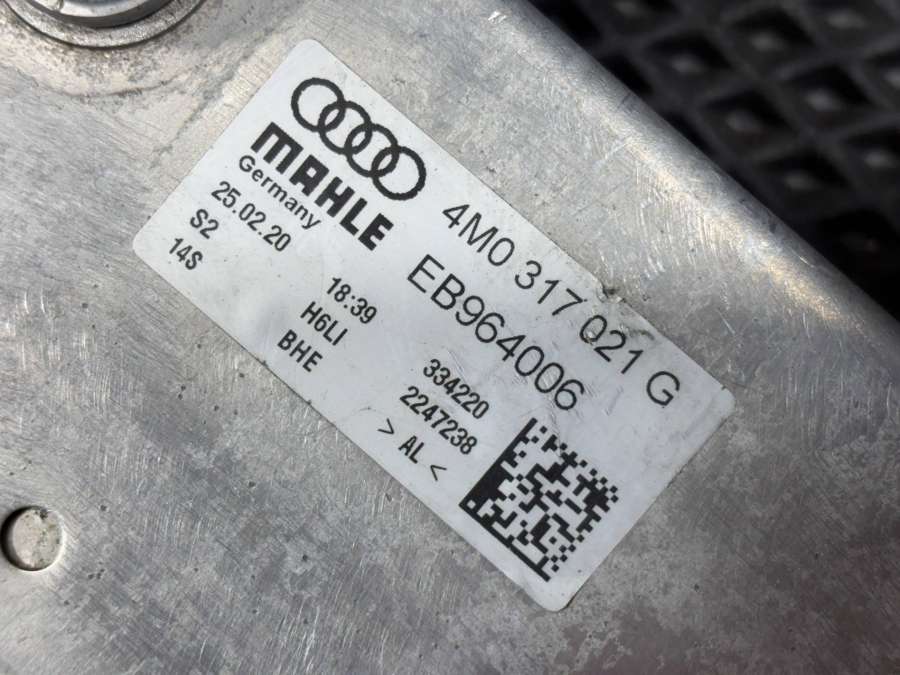 MAHLE
Germany
4M0 317 021 G
EB964006
25.02.20 18:39 334220
S2 H6LI 2247238
14S BHE > AL <